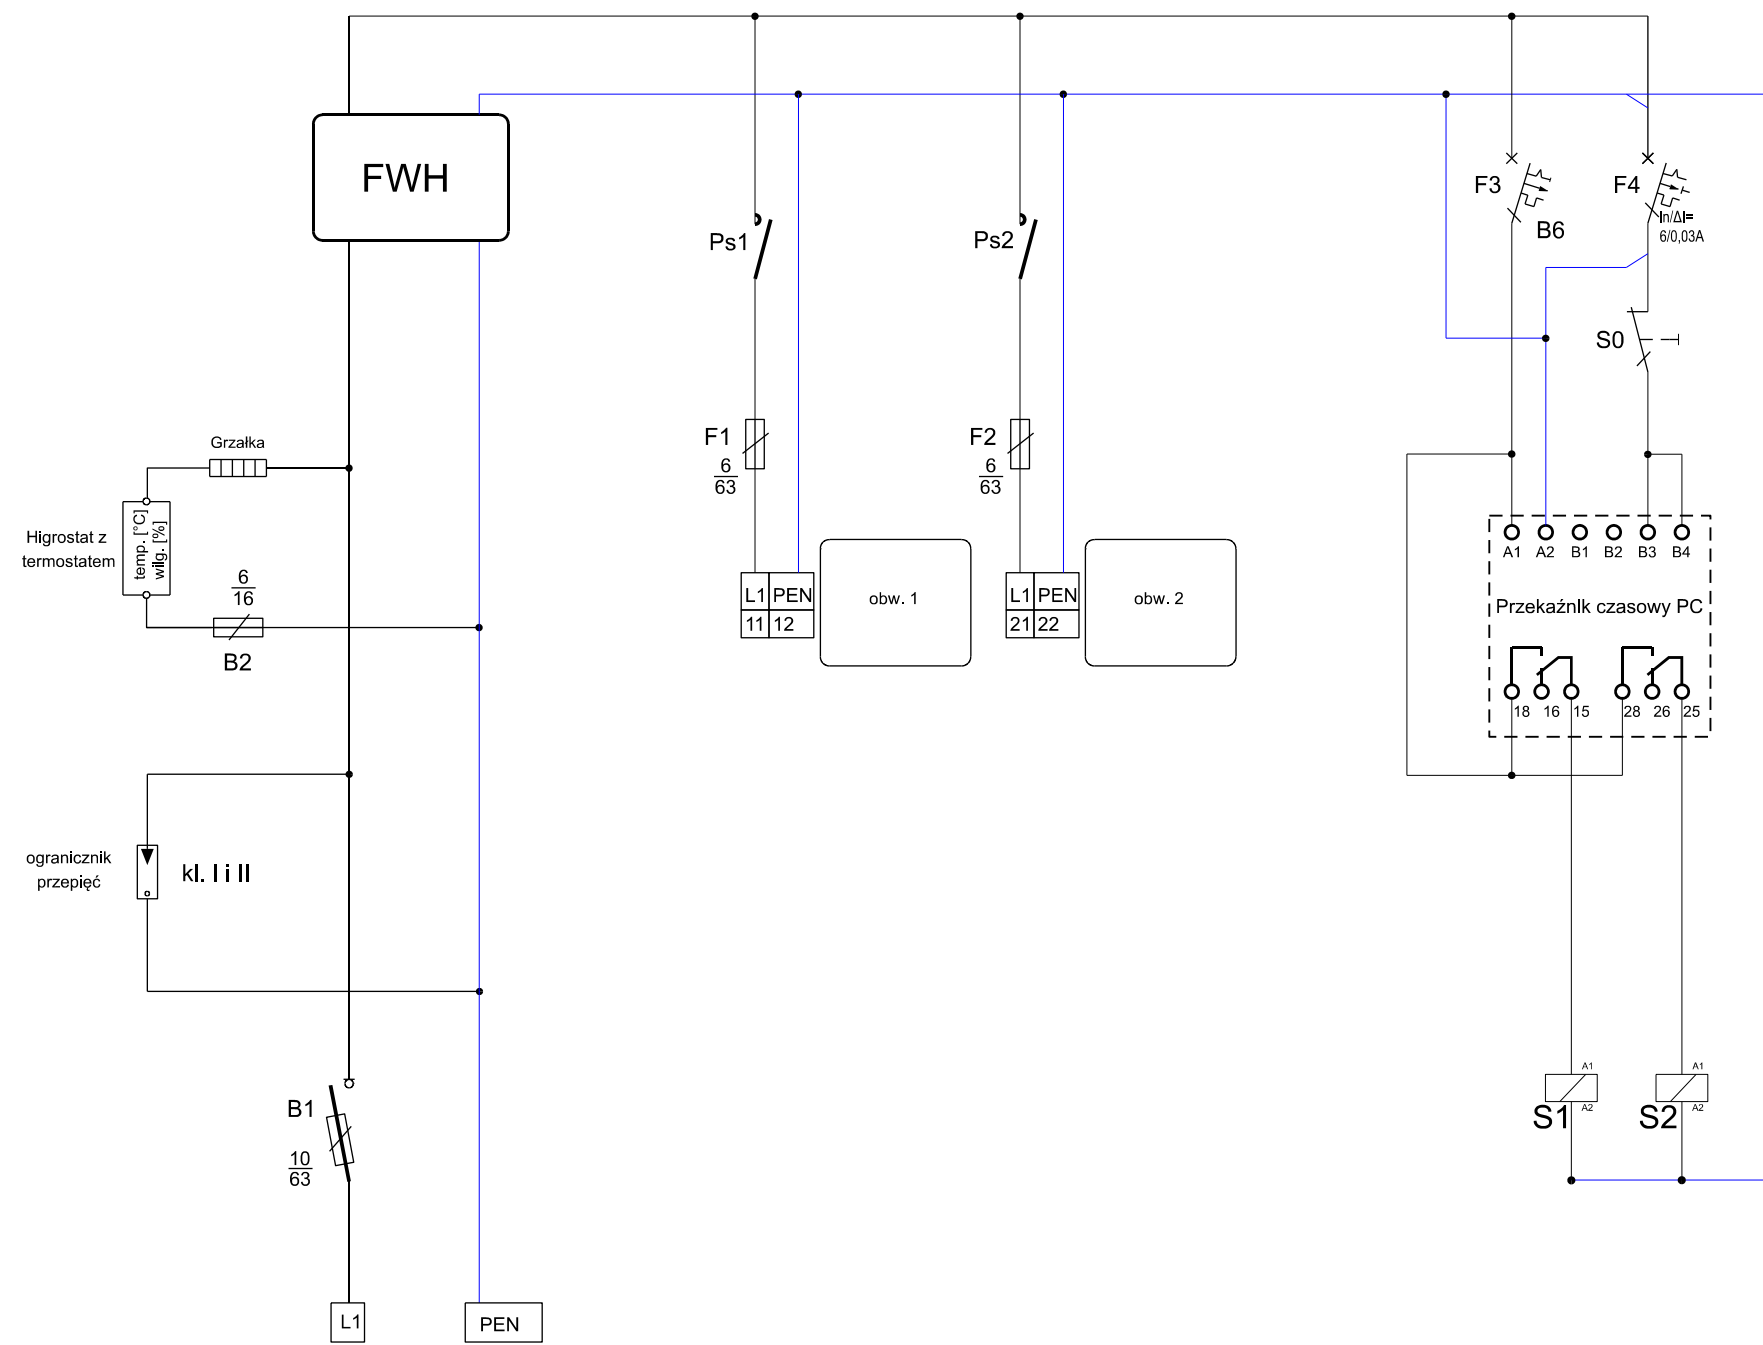 FWH
F3
F4
B6
In/ΔI=
6/0,03A
Ps1
Ps2
S0
Grzałka
F1
6
63
F2
6
63
Higrostat z
termostatem
temp. [°C]
wilg. [%]
6
16
B2
L1 PEN
11 12
obw. 1
L1 PEN
21 22
obw. 2
A1 A2 B1 B2 B3 B4
Przekaźnik czasowy PC
18 16 15 28 26 25
ogranicznik
przepięć
kl. I i II
B1
10
63
A1
S1
A2
A1
S2
A2
L1
PEN